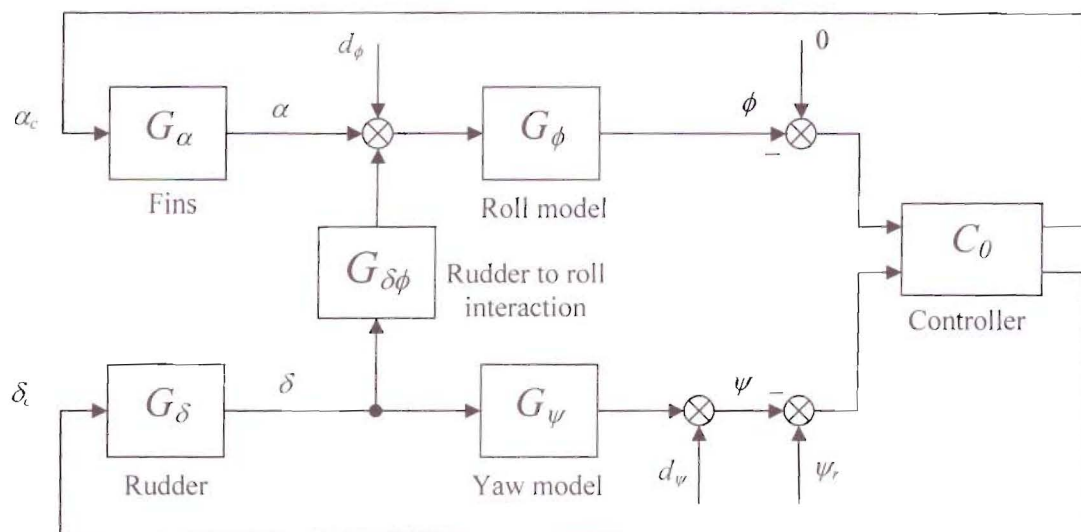 0
d_ϕ
α_c
G_α
α
G_ϕ
ϕ
–
Fins
Roll model
C_0
G_δϕ
Rudder to roll
interaction
Controller
δ_c
G_δ
δ
G_ψ
ψ
–
Rudder
Yaw model
d_ψ
ψ_r